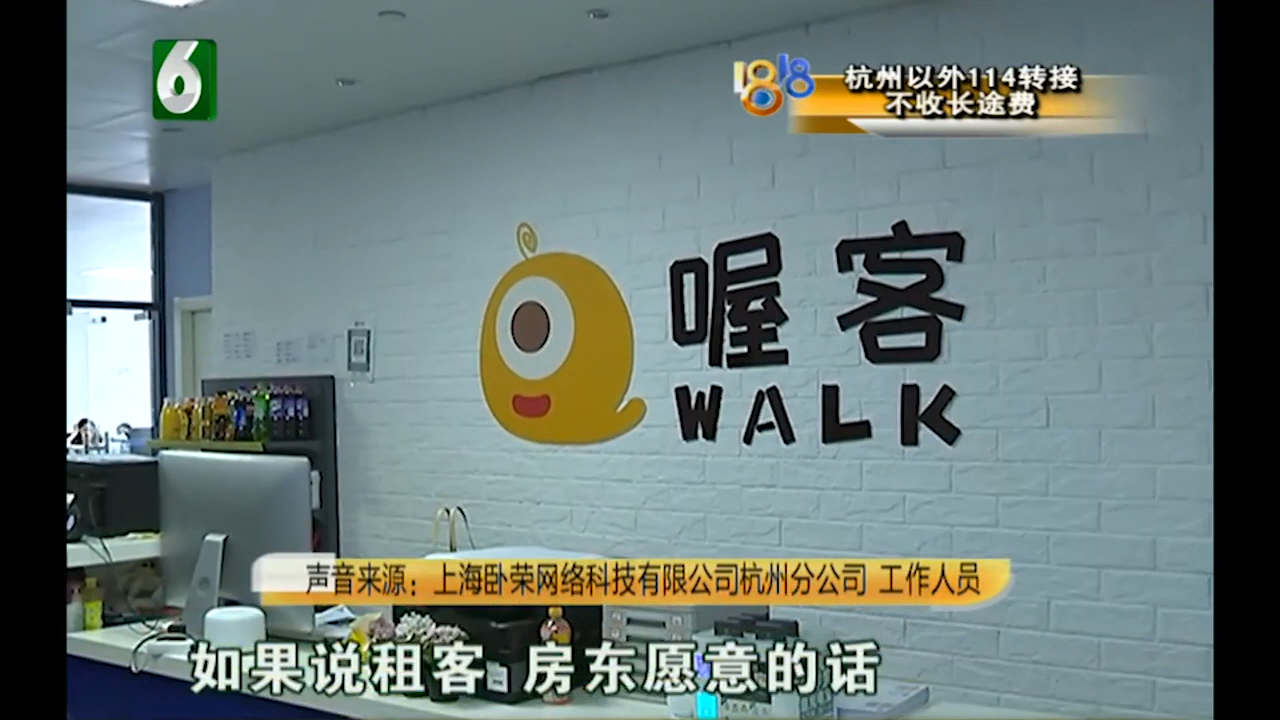 6
1818
杭州以外114转接
不收长途费
喔客
WALK
声音来源：上海卧荣网络科技有限公司杭州分公司 工作人员
如果说租客 房东愿意的话